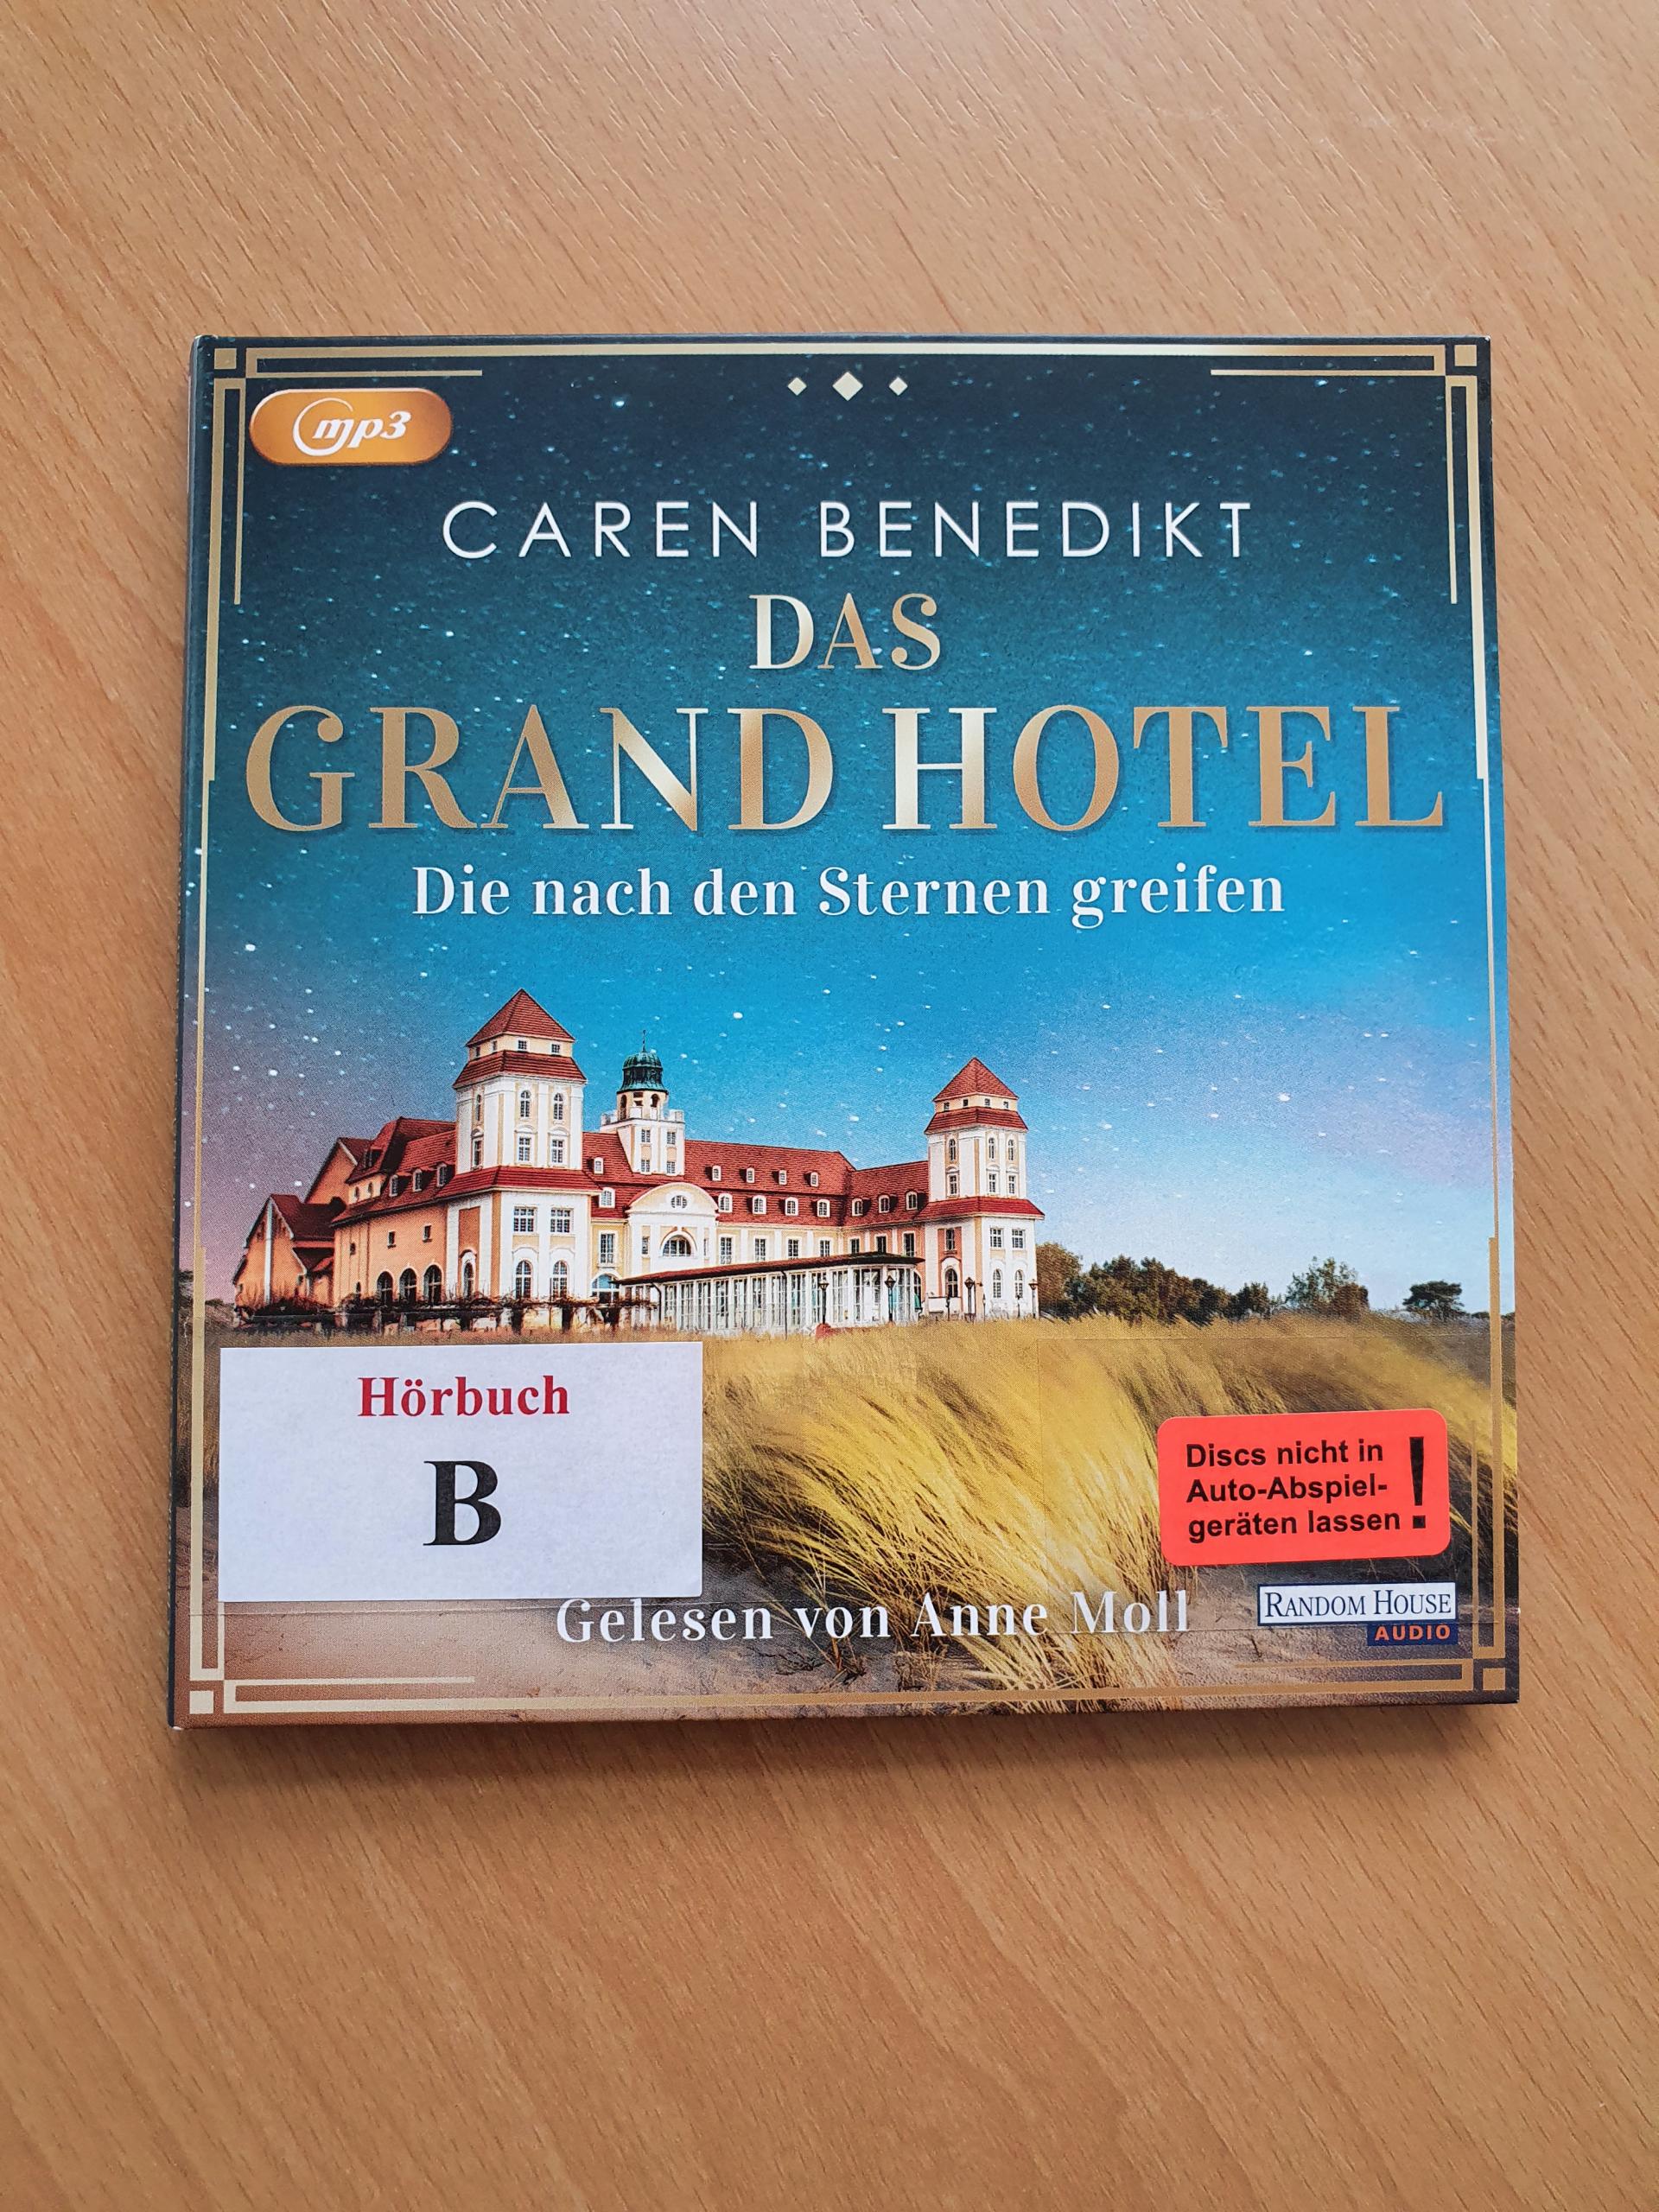 mp3
CAREN BENEDIKT
DAS
GRAND HOTEL
Die nach den Sternen greifen
Hörbuch
B
Discs nicht in
Auto-Abspiel-
geräten lassen !
Gelesen von Anne Moll
RANDOM HOUSE
AUDIO